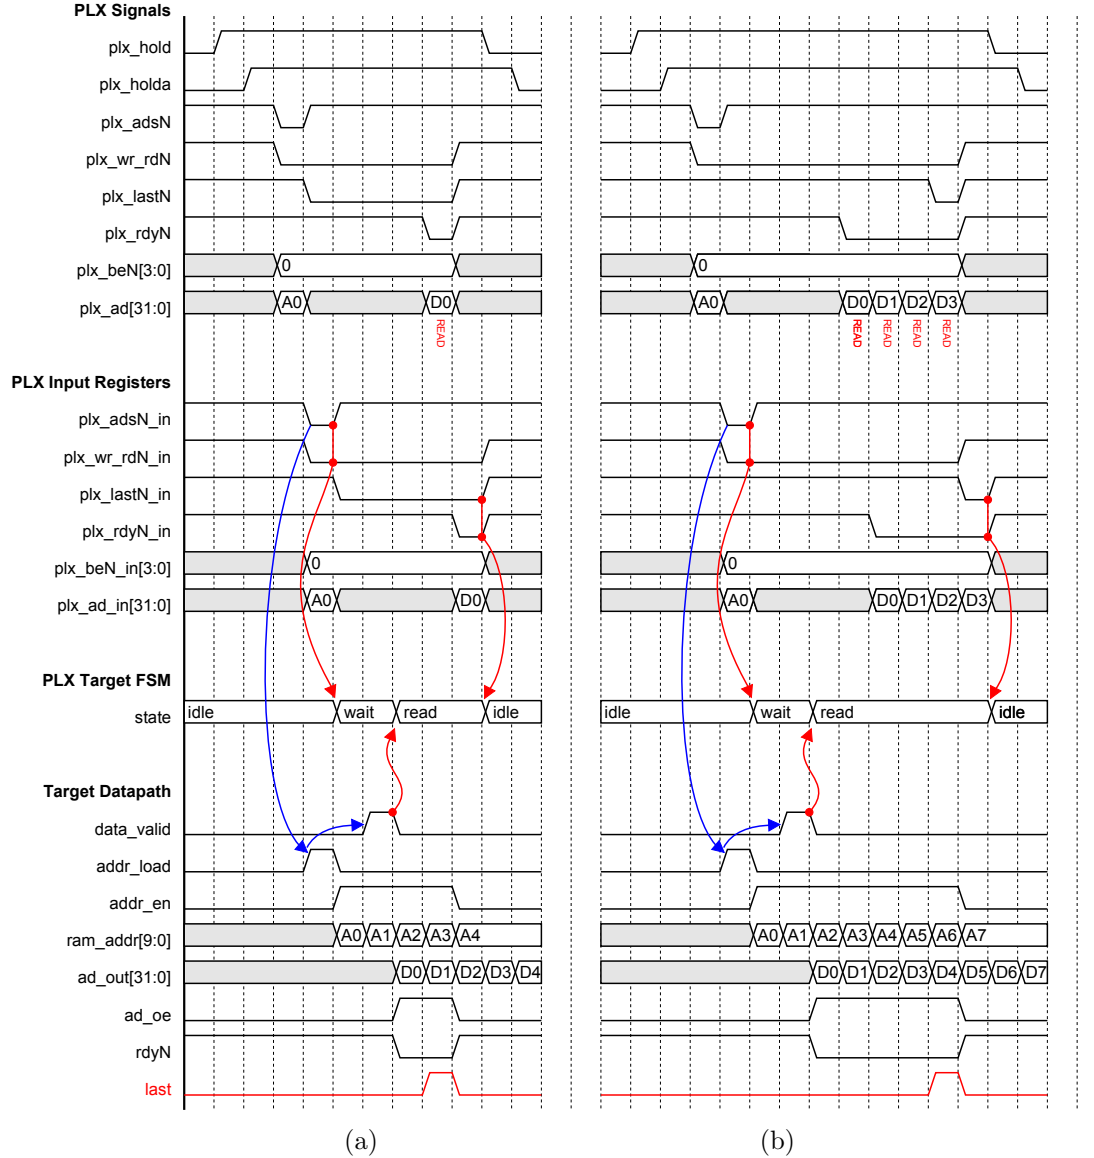 PLX Signals
plx_hold
plx_holda
plx_adsN
plx_wr_rdN
plx_lastN
plx_rdyN
plx_beN[3:0] 0 0
plx_ad[31:0] A0 D0 A0 D0 D1 D2 D3
READ READ READ READ READ
PLX Input Registers
plx_adsN_in
plx_wr_rdN_in
plx_lastN_in
plx_rdyN_in
plx_beN_in[3:0] 0 0
plx_ad_in[31:0] A0 D0 A0 D0 D1 D2 D3
PLX Target FSM
state idle wait read idle idle wait read idle
Target Datapath
data_valid
addr_load
addr_en
ram_addr[9:0] A0 A1 A2 A3 A4 A0 A1 A2 A3 A4 A5 A6 A7
ad_out[31:0] D0 D1 D2 D3 D4 D0 D1 D2 D3 D4 D5 D6 D7
ad_oe
rdyN
last
(a) (b)